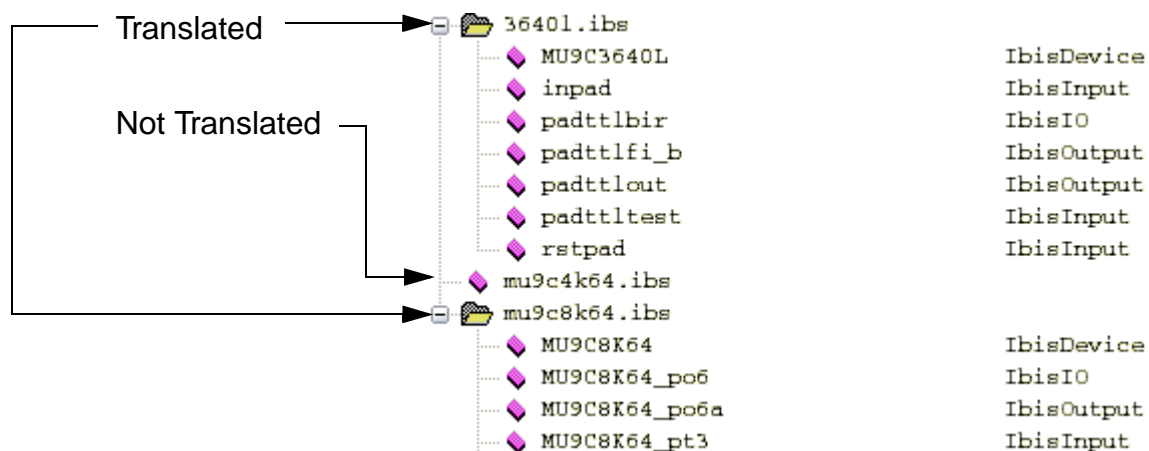 Translated 3640l.ibs
MU9C3640L IbisDevice
inpad IbisInput
padttlbir IbisIO
Not Translated
padttlfi_b IbisOutput
padttlout IbisOutput
padttltest IbisInput
rstpad IbisInput
mu9c4k64.ibs
mu9c8k64.ibs
MU9C8K64 IbisDevice
MU9C8K64_po6 IbisIO
MU9C8K64_po6a IbisOutput
MU9C8K64_pt3 IbisInput